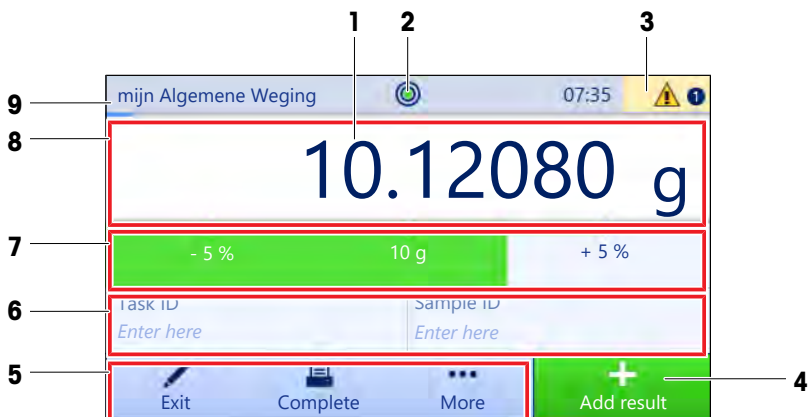 1 2 3
9 mijn Algemene Weging 07:35 1
8 10.12080 g
7 - 5 % 10 g + 5 %
6 Task ID Sample ID
Enter here Enter here
5 Exit Complete More Add result 4